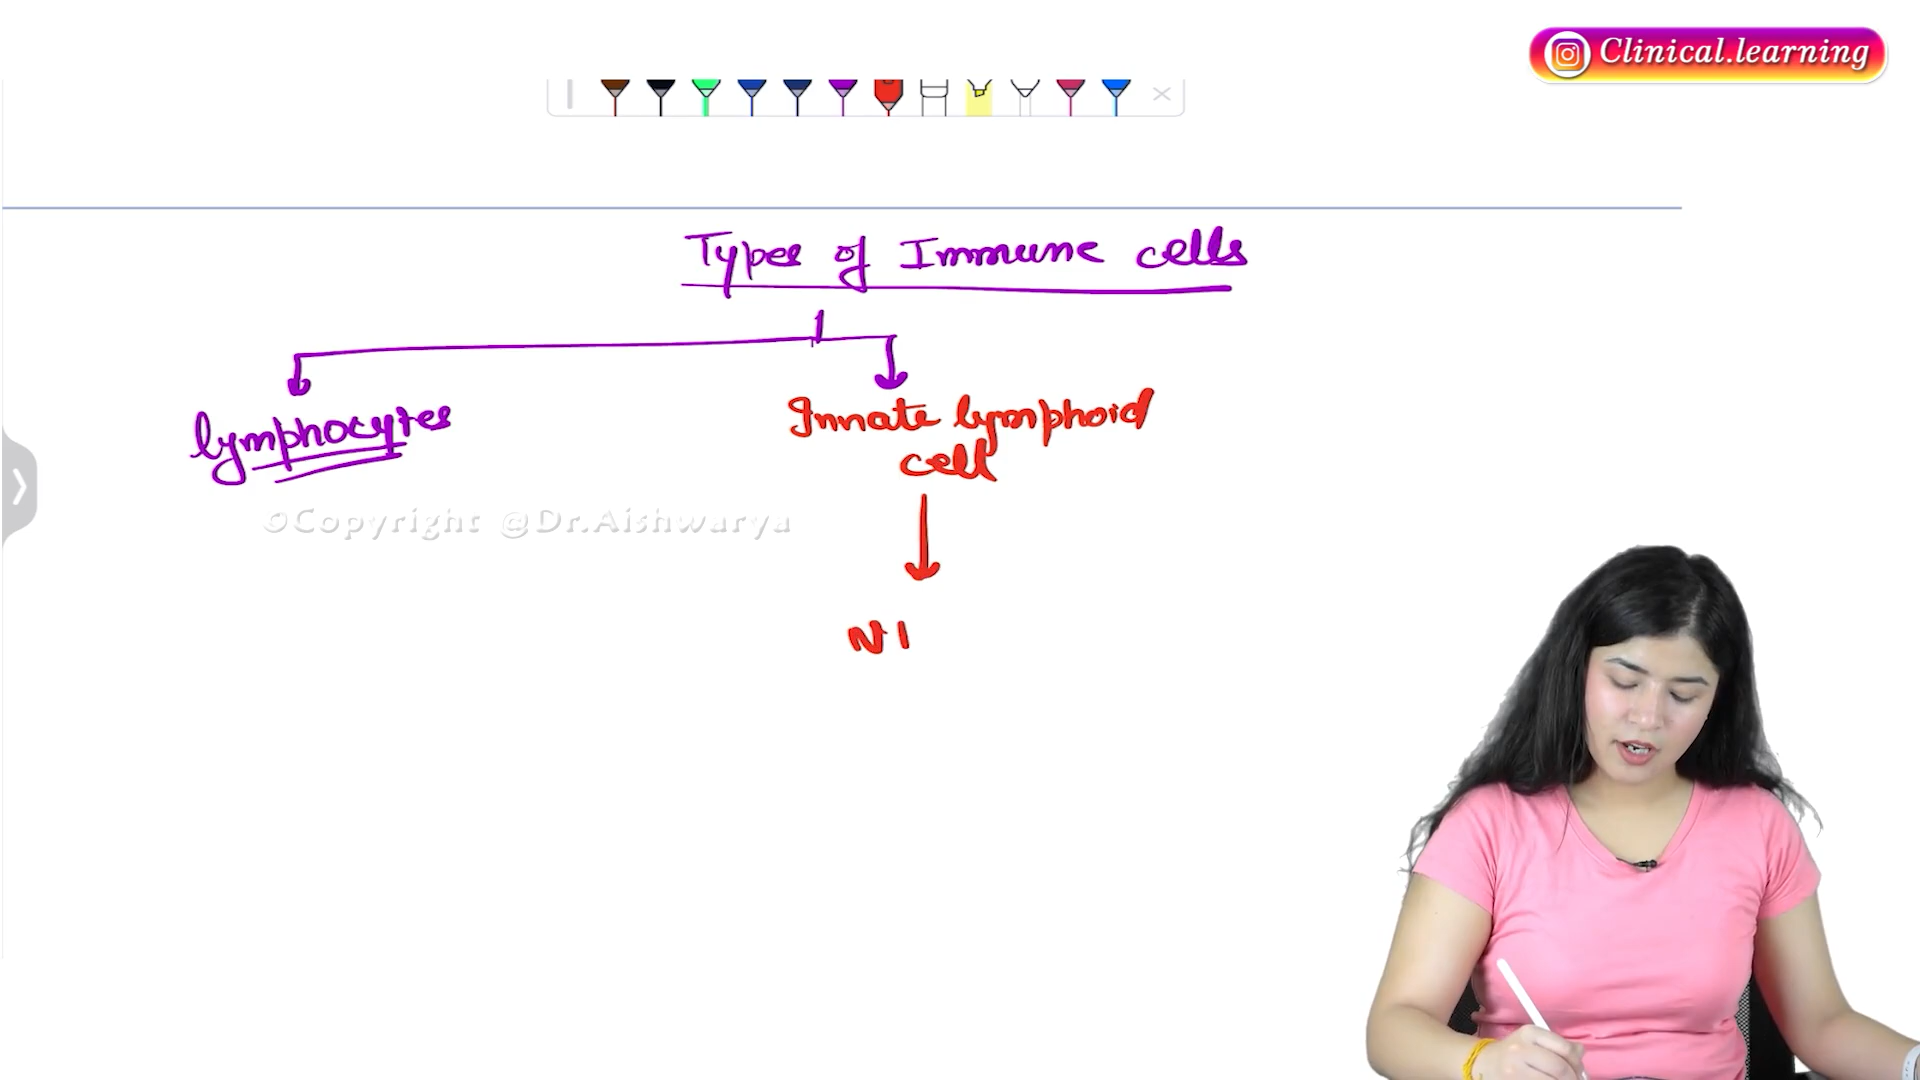 Clinical.learning
Types of Immune cells
lymphocytes
Innate lymphoid
cell
©Copyright @Dr.Aishwarya
N1